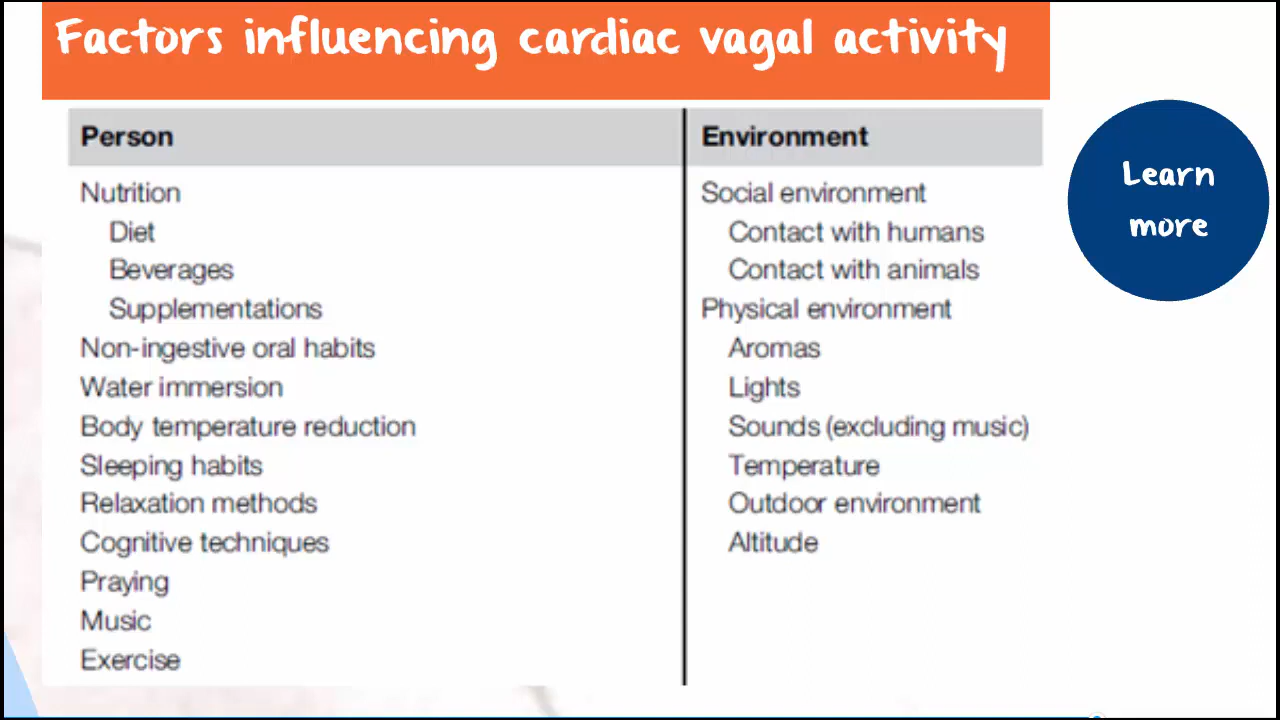 Factors influencing cardiac vagal activity
Person
Nutrition
Diet
Beverages
Supplementations
Non-ingestive oral habits
Water immersion
Body temperature reduction
Sleeping habits
Relaxation methods
Cognitive techniques
Praying
Music
Exercise
Environment
Social environment
Contact with humans
Contact with animals
Physical environment
Aromas
Lights
Sounds (excluding music)
Temperature
Outdoor environment
Altitude
Learn
more